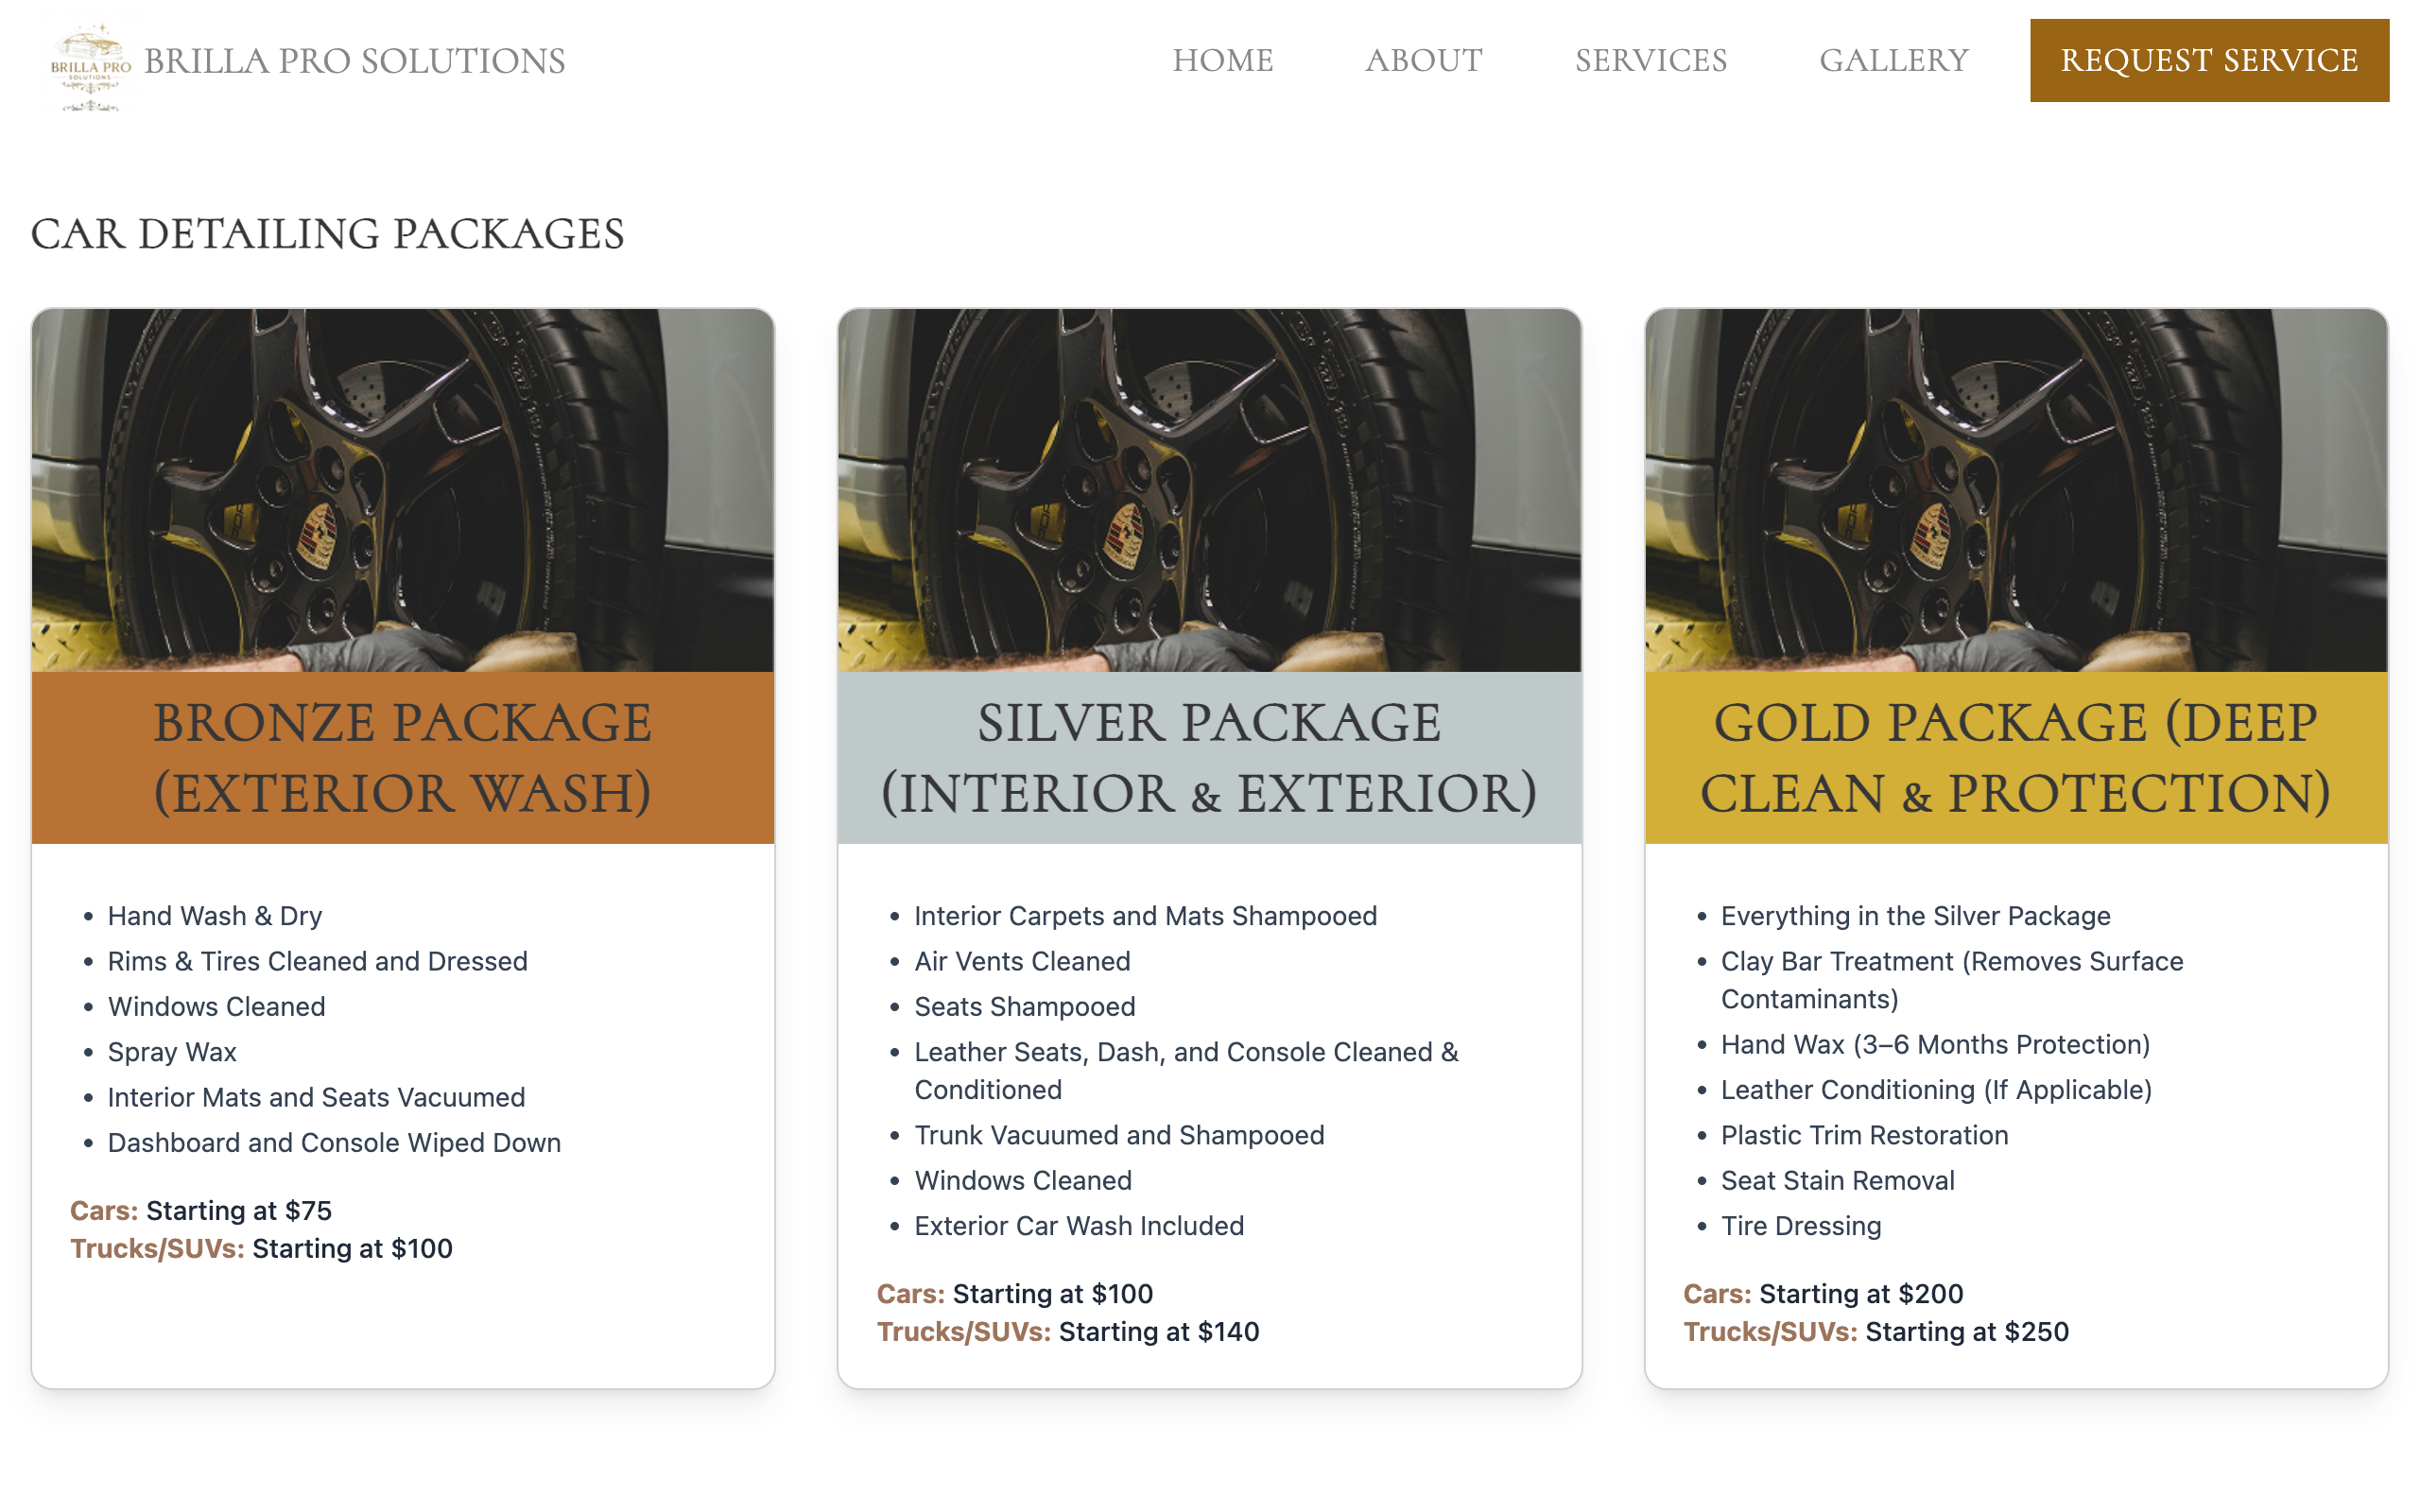 BRILLA PRO
SOLUTIONS
BRILLA PRO SOLUTIONS
HOME
ABOUT
SERVICES
GALLERY
REQUEST SERVICE
CAR DETAILING PACKAGES
BRONZE PACKAGE
(EXTERIOR WASH)
• Hand Wash & Dry
• Rims & Tires Cleaned and Dressed
• Windows Cleaned
• Spray Wax
• Interior Mats and Seats Vacuumed
• Dashboard and Console Wiped Down
Cars: Starting at $75
Trucks/SUVs: Starting at $100
SILVER PACKAGE
(INTERIOR & EXTERIOR)
• Interior Carpets and Mats Shampooed
• Air Vents Cleaned
• Seats Shampooed
• Leather Seats, Dash, and Console Cleaned &
Conditioned
• Trunk Vacuumed and Shampooed
• Windows Cleaned
• Exterior Car Wash Included
Cars: Starting at $100
Trucks/SUVs: Starting at $140
GOLD PACKAGE (DEEP
CLEAN & PROTECTION)
• Everything in the Silver Package
• Clay Bar Treatment (Removes Surface
Contaminants)
• Hand Wax (3–6 Months Protection)
• Leather Conditioning (If Applicable)
• Plastic Trim Restoration
• Seat Stain Removal
• Tire Dressing
Cars: Starting at $200
Trucks/SUVs: Starting at $250